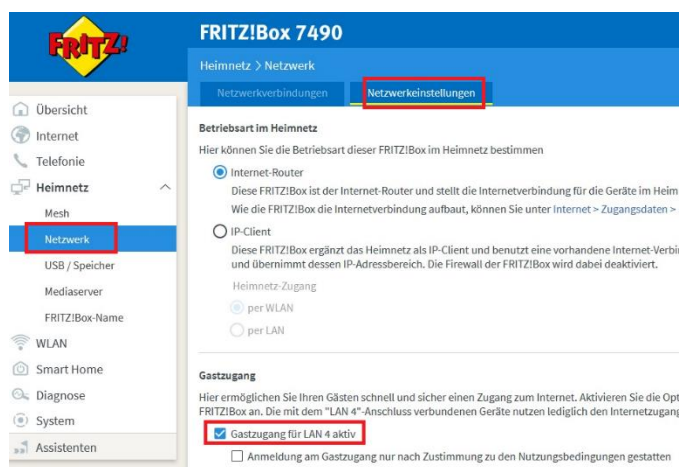 FRITZ!
FRITZ!Box 7490
Heimnetz > Netzwerk
Netzwerkverbindungen
Netzwerkeinstellungen
Übersicht
Internet
Telefonie
Heimnetz
Mesh
Netzwerk
USB / Speicher
Mediaserver
FRITZ!Box-Name
WLAN
Smart Home
Diagnose
System
Assistenten
Betriebsart im Heimnetz
Hier können Sie die Betriebsart dieser FRITZ!Box im Heimnetz bestimmen
Internet-Router
Diese FRITZ!Box ist der Internet-Router und stellt die Internetverbindung für die Geräte im Heim
Wie die FRITZ!Box die Internetverbindung aufbaut, können Sie unter Internet > Zugangsdaten >
IP-Client
Diese FRITZ!Box ergänzt das Heimnetz als IP-Client und benutzt eine vorhandene Internet-Verbi
und übernimmt dessen IP-Adressbereich. Die Firewall der FRITZ!Box wird dabei deaktiviert.
Heimnetz-Zugang
per WLAN
per LAN
Gastzugang
Hier ermöglichen Sie Ihren Gästen schnell und sicher einen Zugang zum Internet. Aktivieren Sie die Opt
FRITZ!Box an. Die mit dem "LAN 4"-Anschluss verbundenen Geräte nutzen lediglich den Internetzugang
Gastzugang für LAN 4 aktiv
Anmeldung am Gastzugang nur nach Zustimmung zu den Nutzungsbedingungen gestatten